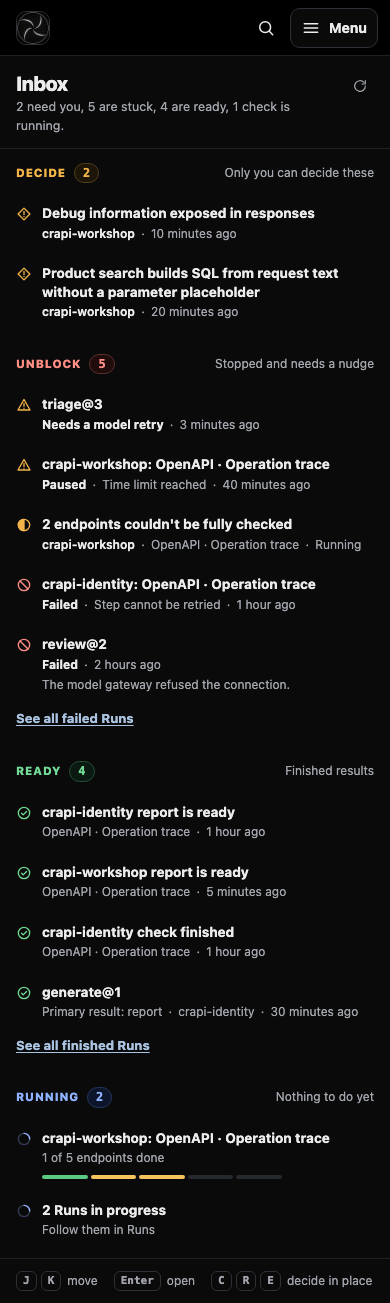 Menu
Inbox
2 need you, 5 are stuck, 4 are ready, 1 check is
running.
DECIDE 2 Only you can decide these
Debug information exposed in responses
crapi-workshop · 10 minutes ago
Product search builds SQL from request text
without a parameter placeholder
crapi-workshop · 20 minutes ago
UNBLOCK 5 Stopped and needs a nudge
triage@3
Needs a model retry · 3 minutes ago
crapi-workshop: OpenAPI · Operation trace
Paused · Time limit reached · 40 minutes ago
2 endpoints couldn't be fully checked
crapi-workshop · OpenAPI · Operation trace · Running
crapi-identity: OpenAPI · Operation trace
Failed · Step cannot be retried · 1 hour ago
review@2
Failed · 2 hours ago
The model gateway refused the connection.
See all failed Runs
READY 4 Finished results
crapi-identity report is ready
OpenAPI · Operation trace · 1 hour ago
crapi-workshop report is ready
OpenAPI · Operation trace · 5 minutes ago
crapi-identity check finished
OpenAPI · Operation trace · 1 hour ago
generate@1
Primary result: report · crapi-identity · 30 minutes ago
See all finished Runs
RUNNING 2 Nothing to do yet
crapi-workshop: OpenAPI · Operation trace
1 of 5 endpoints done
2 Runs in progress
Follow them in Runs
J K move Enter open C R E decide in place